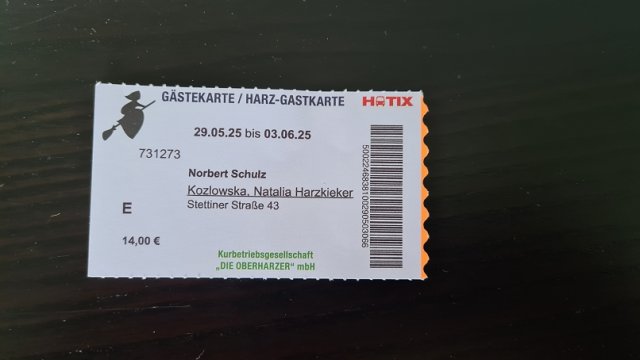 GÄSTEKARTE / HARZ-GASTKARTE
HATIX
29.05.25 bis 03.06.25
731273
Norbert Schulz
Kozlowska, Natalia Harzkieker
Stettiner Straße 43
E
14,00 €
Kurbetriebsgesellschaft
„DIE OBERHARZER" mbH